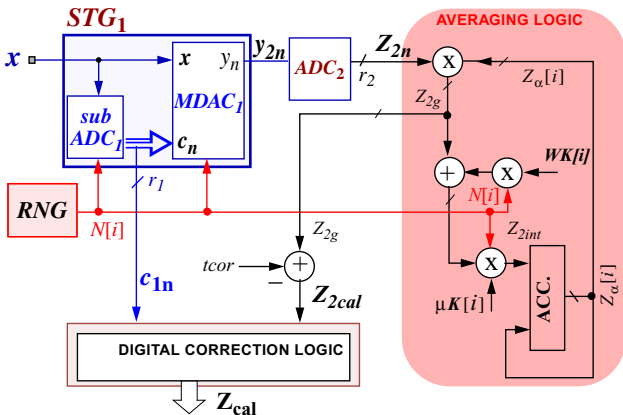 STG1
AVERAGING LOGIC
x
x
yn
y2n
ADC2
r2
Z2n
X
Zα[i]
MDAC1
sub
ADC1
cn
Z2g
WK[i]
+
X
r1
RNG
N[i]
N[i]
Z2int
Z2g
tcor
+
−
X
ACC.
Zα[i]
μK[i]
c1n
Z2cal
DIGITAL CORRECTION LOGIC
Zcal